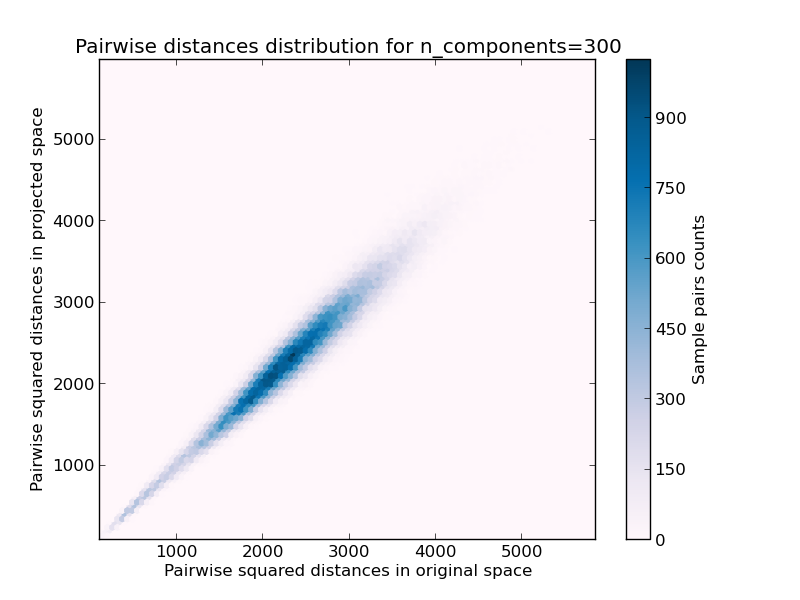 Pairwise distances distribution for n_components=300
Pairwise squared distances in projected space
5000
4000
3000
2000
1000
1000 2000 3000 4000 5000
Pairwise squared distances in original space
900
750
600
450
300
150
0
Sample pairs counts